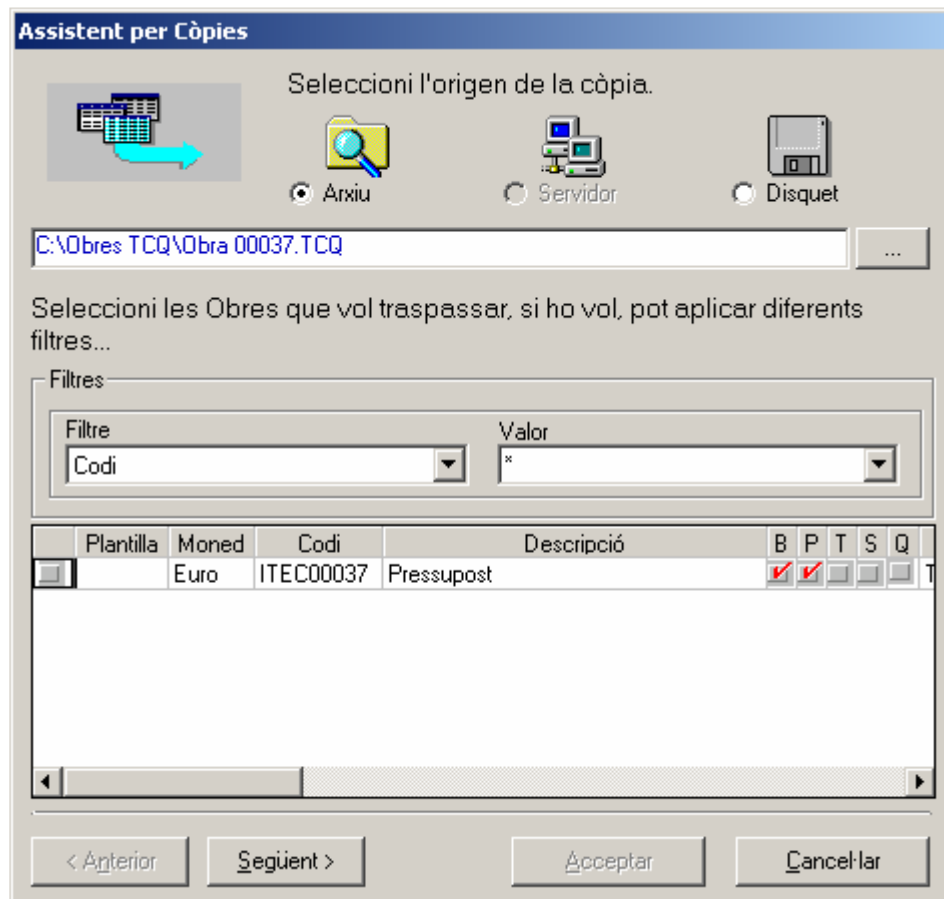 Assistent per Còpies
Seleccioni l'origen de la còpia.
Arxiu Servidor Disquet
C:\Obres TCQ\Obra 00037.TCQ ...
Seleccioni les Obres que vol traspassar, si ho vol, pot aplicar diferents
filtres...
Filtres
Filtre Valor
Codi *
Plantilla Moned Codi Descripció B P T S Q
Euro ITEC00037 Pressupost T
< Anterior Següent > Acceptar Cancel·lar